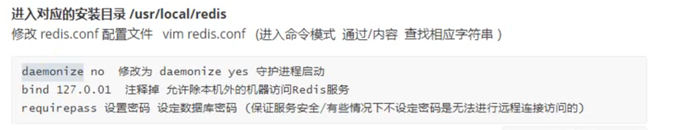 进入对应的安装目录 /usr/local/redis
修改 redis.conf 配置文件 vim redis.conf (进入命令模式 通过/内容 查找相应字符串 )
daemonize no 修改为 daemonize yes 守护进程启动
bind 127.0.01 注释掉 允许除本机外的机器访问Redis服务
requirepass 设置密码 设定数据库密码 (保证服务安全/有些情况下不设定密码是无法进行远程连接访问的)